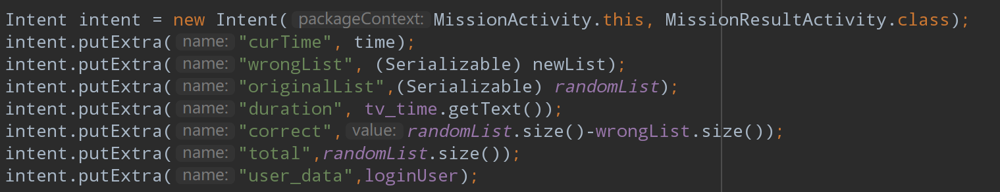 Intent intent = new Intent( packageContext: MissionActivity.this, MissionResultActivity.class);
intent.putExtra( name: "curTime", time);
intent.putExtra( name: "wrongList", (Serializable) newList);
intent.putExtra( name: "originalList",(Serializable) randomList);
intent.putExtra( name: "duration", tv_time.getText());
intent.putExtra( name: "correct", value: randomList.size()-wrongList.size());
intent.putExtra( name: "total",randomList.size());
intent.putExtra( name: "user_data",loginUser);